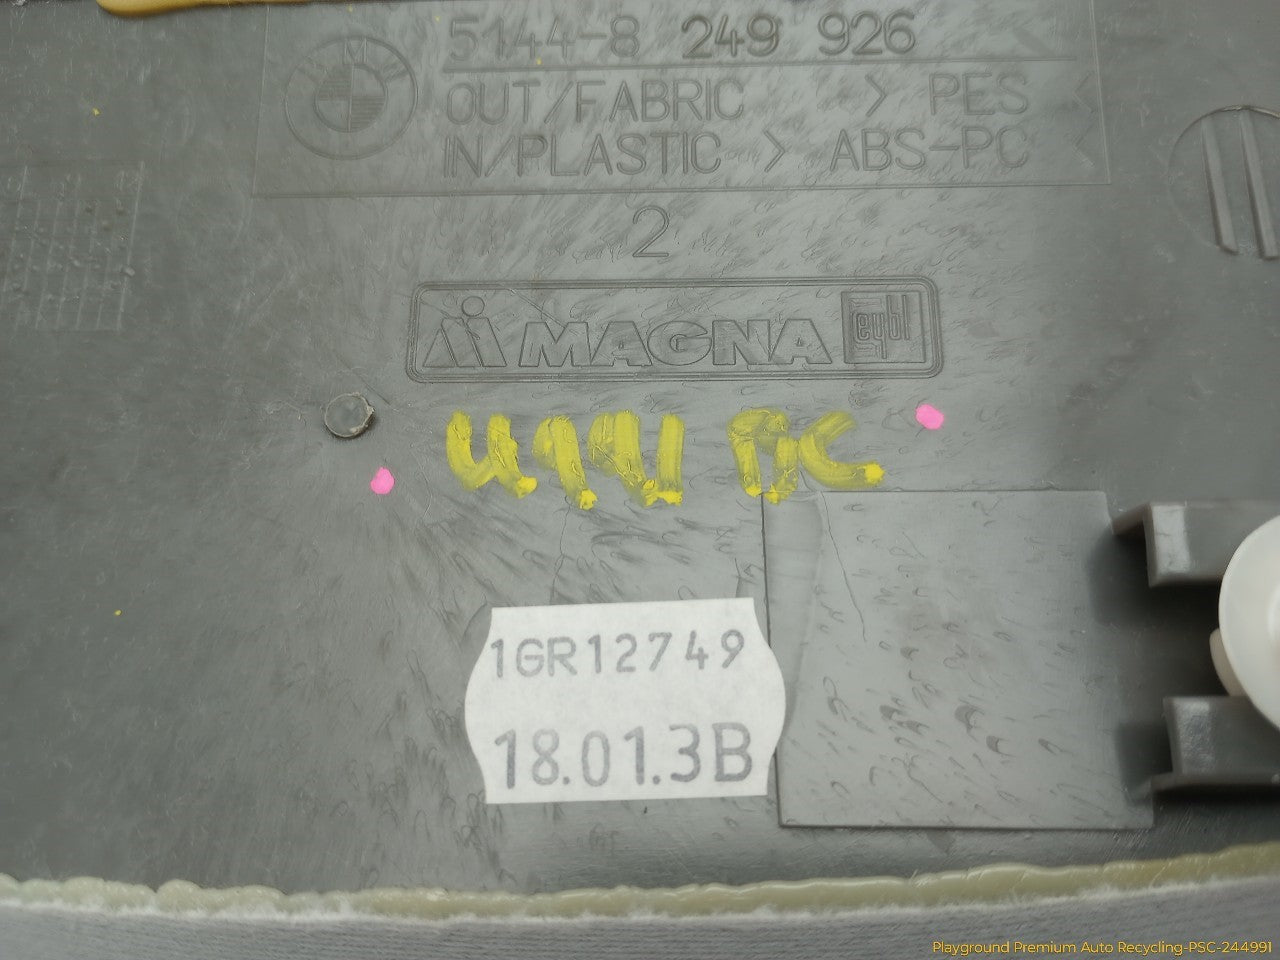 5144-8 249 926
OUT/FABRIC > PES <
IN/PLASTIC > ABS-PC <
2
MAGNA eybl
1GR12749
18.01.3B
Playground Premium Auto Recycling-PSC-244991